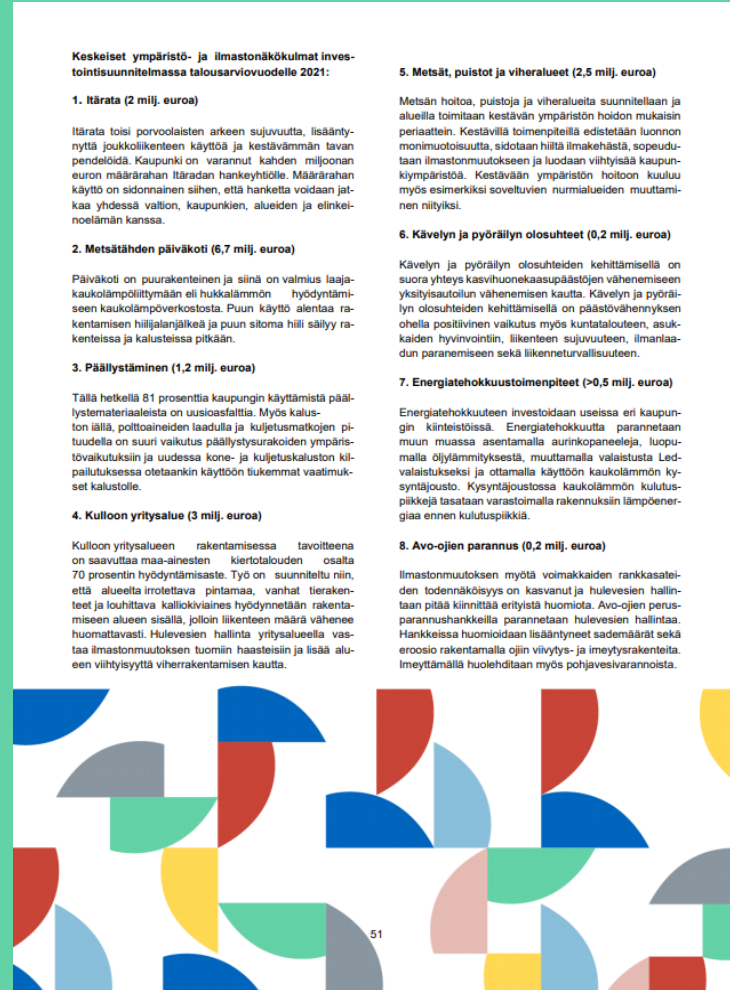 Keskeiset ympäristö- ja ilmastonäkökulmat inves-
tointisuunnitelmassa talousarviovuodelle 2021:
1. Itärata (2 milj. euroa)
Itärata toisi porvoolaisten arkeen sujuvuutta, lisäänty-
nyttä joukkoliikenteen käyttöä ja kestävämmän tavan
pendelöidä. Kaupunki on varannut kahden miljoonan
euron määrärahan Itäradan hankeyhtiölle. Määrärahan
käyttö on sidonnainen siihen, että hanketta voidaan jat-
kaa yhdessä valtion, kaupunkien, alueiden ja elinkei-
noelämän kanssa.
2. Metsätähden päiväkoti (6,7 milj. euroa)
Päiväkoti on puurakenteinen ja siinä on valmius laaja-
kaukolämpöliittymään eli hukkalämmön hyödyntämi-
seen kaukolämpöverkostosta. Puun käyttö alentaa ra-
kentamisen hiilijalanjälkeä ja puun sitoma hiili säilyy ra-
kenteissa ja kalusteissa pitkään.
3. Päällystäminen (1,2 milj. euroa)
Tällä hetkellä 81 prosenttia kaupungin käyttämistä pääl-
lystemateriaaleista on uusioasfalttia. Myös kalus-
ton iällä, polttoaineiden laadulla ja kuljetusmatkojen pi-
tuudella on suuri vaikutus päällystysurakoiden ympäris-
tövaikutuksiin ja uudessa kone- ja kuljetuskaluston kil-
pailutuksessa otetaankin käyttöön tiukemmat vaatimuk-
set kalustolle.
4. Kulloon yritysalue (3 milj. euroa)
Kulloon yritysalueen rakentamisessa tavoitteena
on saavuttaa maa-ainesten kiertotalouden osalta
70 prosentin hyödyntämisaste. Työ on suunniteltu niin,
että alueelta irrotettava pintamaa, vanhat tieraken-
teet ja louhittava kalliokiviaines hyödynnetään rakenta-
miseen alueen sisällä, jolloin liikenteen määrä vähenee
huomattavasti. Hulevesien hallinta yritysalueella vas-
taa ilmastonmuutoksen tuomiin haasteisiin ja lisää alu-
een viihtyisyyttä viherrakentamisen kautta.
5. Metsät, puistot ja viheralueet (2,5 milj. euroa)
Metsän hoitoa, puistoja ja viheralueita suunnitellaan ja
alueilla toimitaan kestävän ympäristön hoidon mukaisin
periaattein. Kestävillä toimenpiteillä edistetään luonnon
monimuotoisuutta, sidotaan hiiltä ilmakehästä, sopeudu-
taan ilmastonmuutokseen ja luodaan viihtyisää kaupun-
kiympäristöä. Kestävään ympäristön hoitoon kuuluu
myös esimerkiksi soveltuvien nurmialueiden muuttami-
nen niityiksi.
6. Kävelyn ja pyöräilyn olosuhteet (0,2 milj. euroa)
Kävelyn ja pyöräilyn olosuhteiden kehittämisellä on
suora yhteys kasvihuonekaasupäästöjen vähenemiseen
yksityisautoilun vähenemisen kautta. Kävelyn ja pyöräi-
lyn olosuhteiden kehittämisellä on päästövähennyksen
ohella positiivinen vaikutus myös kuntatalouteen, asuk-
kaiden hyvinvointiin, liikenteen sujuvuuteen, ilmanlaa-
dun paranemiseen sekä liikenneturvallisuuteen.
7. Energiatehokkuustoimenpiteet (>0,5 milj. euroa)
Energiatehokkuuteen investoidaan useissa eri kaupun-
gin kiinteistöissä. Energiatehokkuutta parannetaan
muun muassa asentamalla aurinkopaneeleja, luopu-
malla öljylämmityksestä, muuttamalla valaistusta Led-
valaistukseksi ja ottamalla käyttöön kaukolämmön ky-
syntäjousto. Kysyntäjoustossa kaukolämmön kulutus-
piikkejä tasataan varastoimalla rakennuksiin lämpöener-
giaa ennen kulutuspiikkiä.
8. Avo-ojien parannus (0,2 milj. euroa)
Ilmastonmuutoksen myötä voimakkaiden rankkasatei-
den todennäköisyys on kasvanut ja hulevesien hallin-
taan pitää kiinnittää erityistä huomiota. Avo-ojien perus-
parannushankkeilla parannetaan hulevesien hallintaa.
Hankkeissa huomioidaan lisääntyneet sademäärät sekä
eroosio rakentamalla ojiin viivytys- ja imeytysrakenteita.
Imeyttämällä huolehditaan myös pohjavesivarannoista.
51